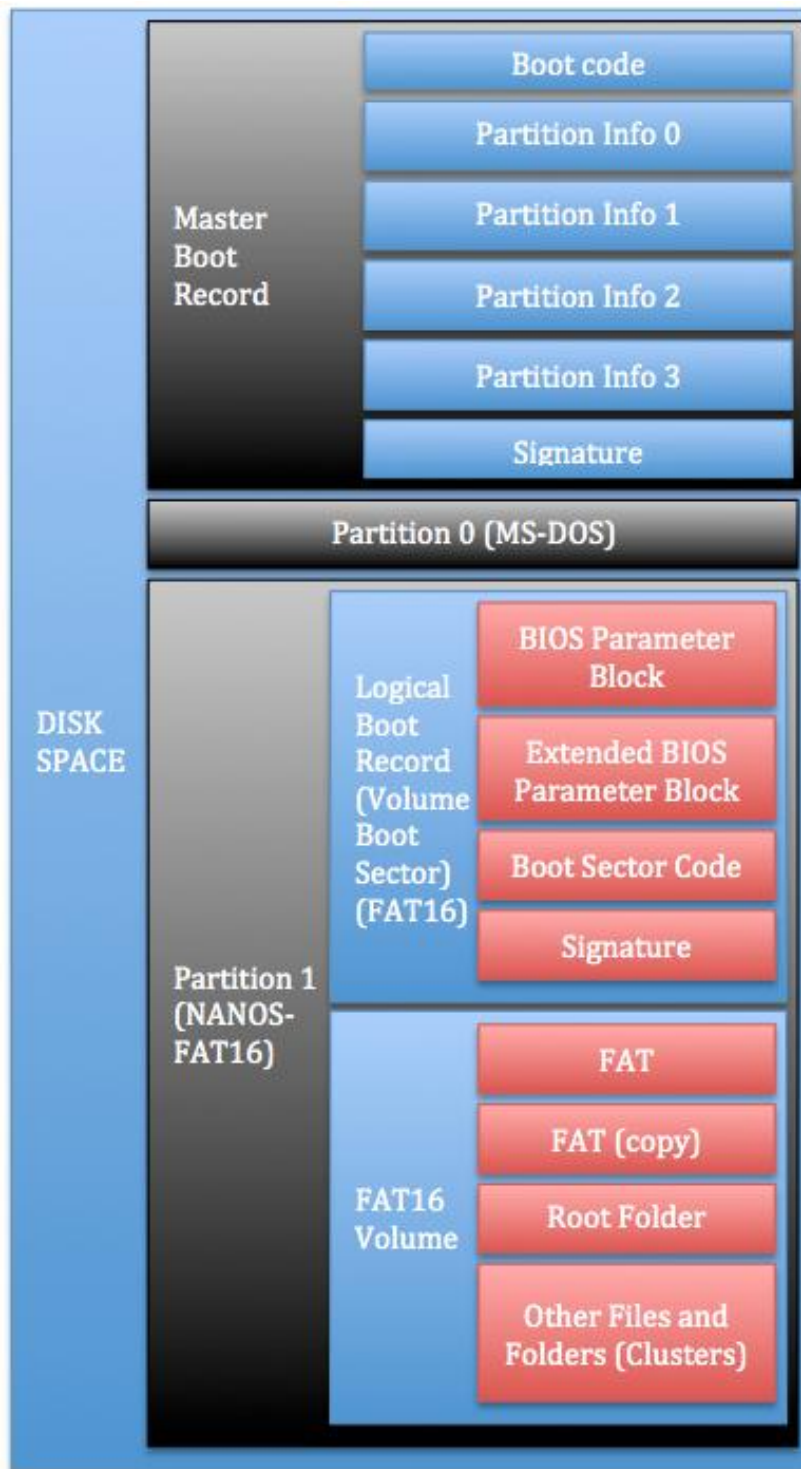 DISK
SPACE
Master
Boot
Record
Boot code
Partition Info 0
Partition Info 1
Partition Info 2
Partition Info 3
Signature
Partition 0 (MS-DOS)
Partition 1
(NANOS-
FAT16)
Logical
Boot
Record
(Volume
Boot
Sector)
(FAT16)
BIOS Parameter
Block
Extended BIOS
Parameter Block
Boot Sector Code
Signature
FAT16
Volume
FAT
FAT (copy)
Root Folder
Other Files and
Folders (Clusters)